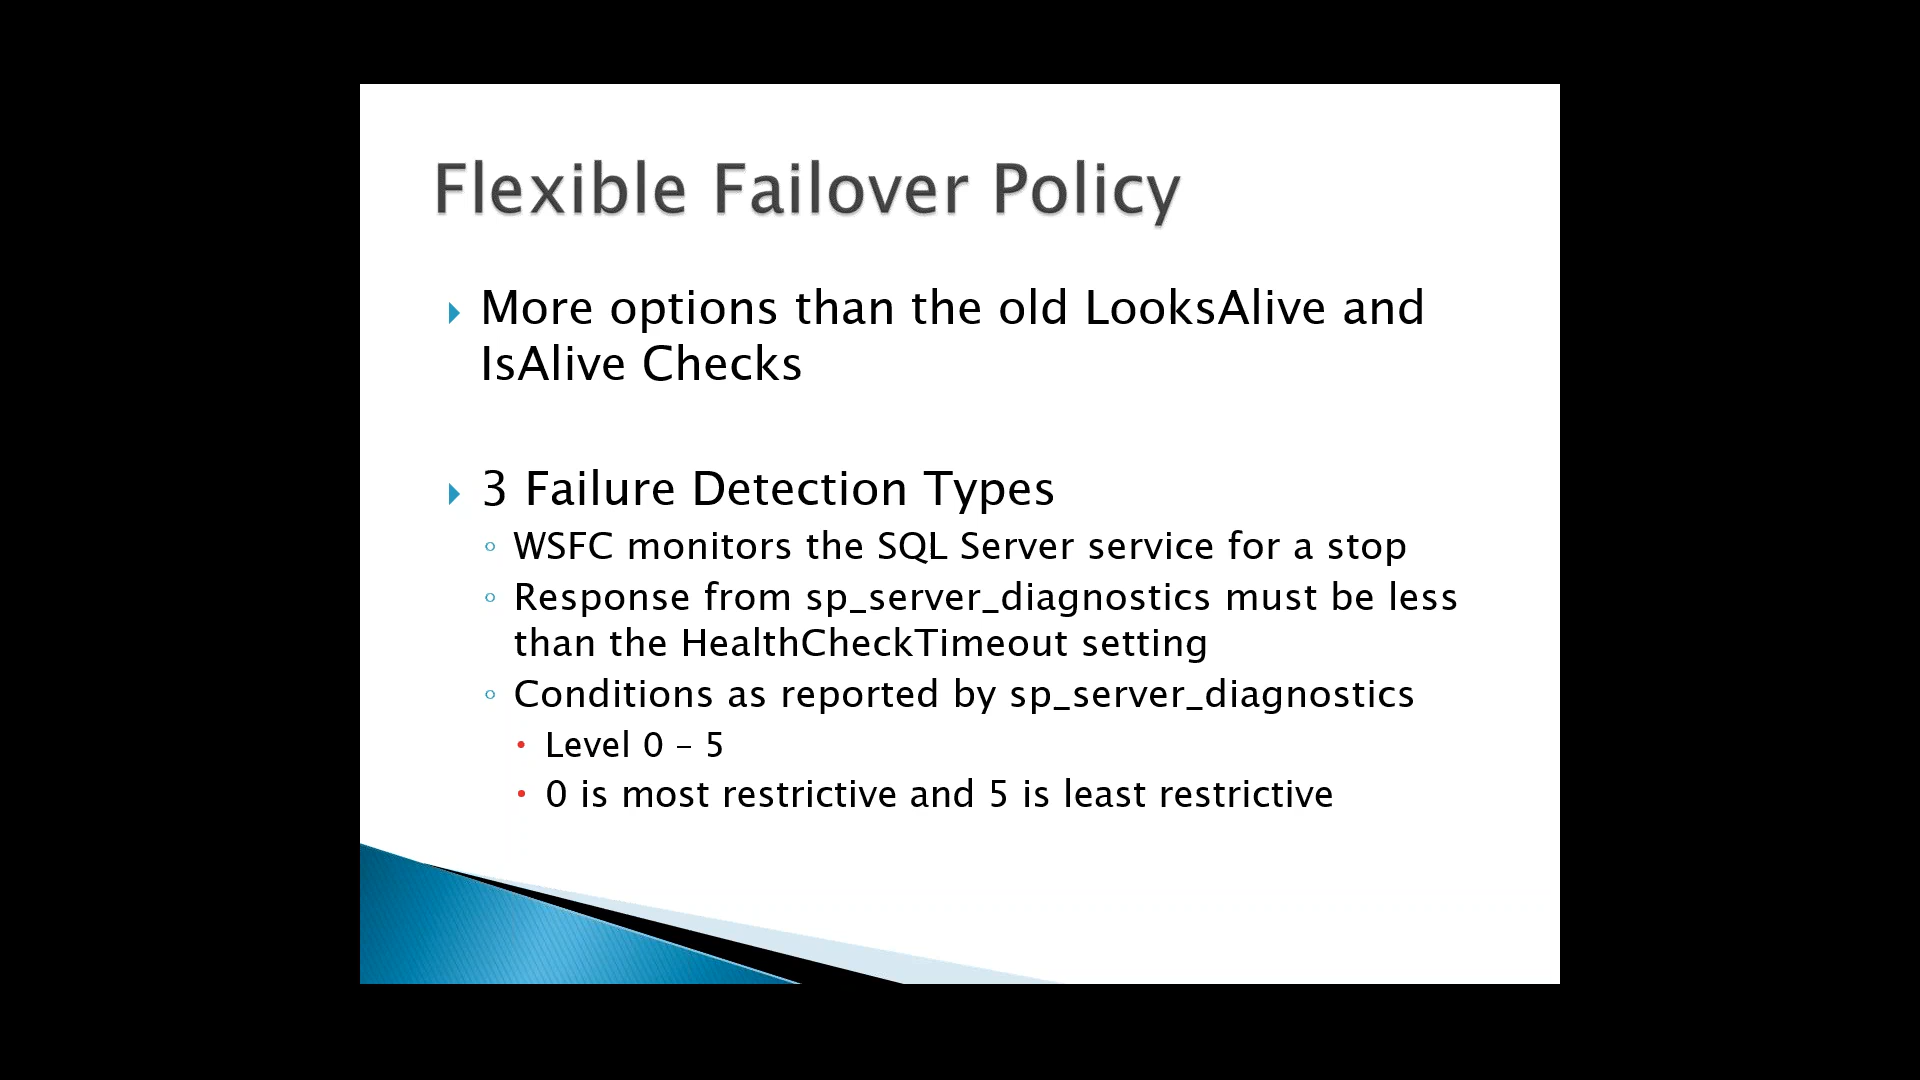 Flexible Failover Policy
More options than the old LooksAlive and
IsAlive Checks
3 Failure Detection Types
WSFC monitors the SQL Server service for a stop
Response from sp_server_diagnostics must be less
than the HealthCheckTimeout setting
Conditions as reported by sp_server_diagnostics
Level 0 – 5
0 is most restrictive and 5 is least restrictive